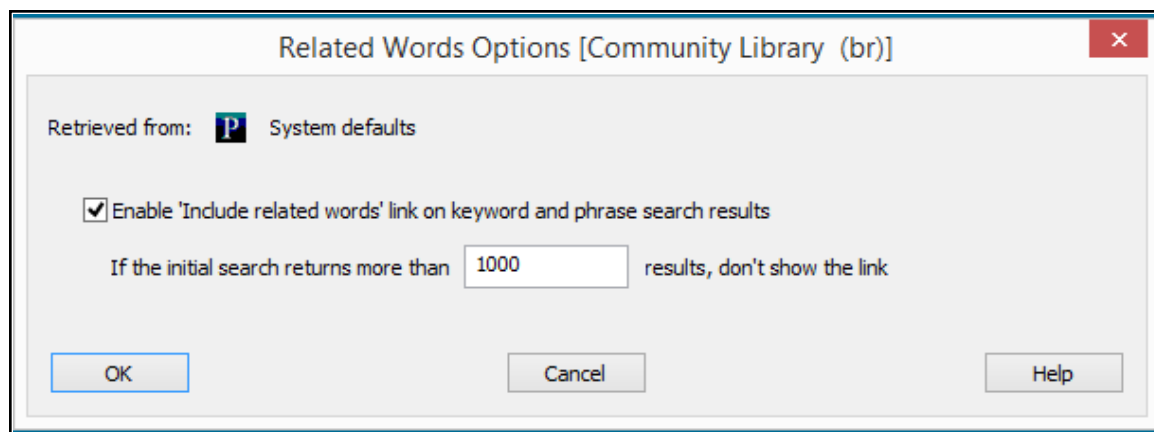 Related Words Options [Community Library (br)]
Retrieved from: P System defaults
Enable 'Include related words' link on keyword and phrase search results
If the initial search returns more than 1000 results, don't show the link
OK Cancel Help